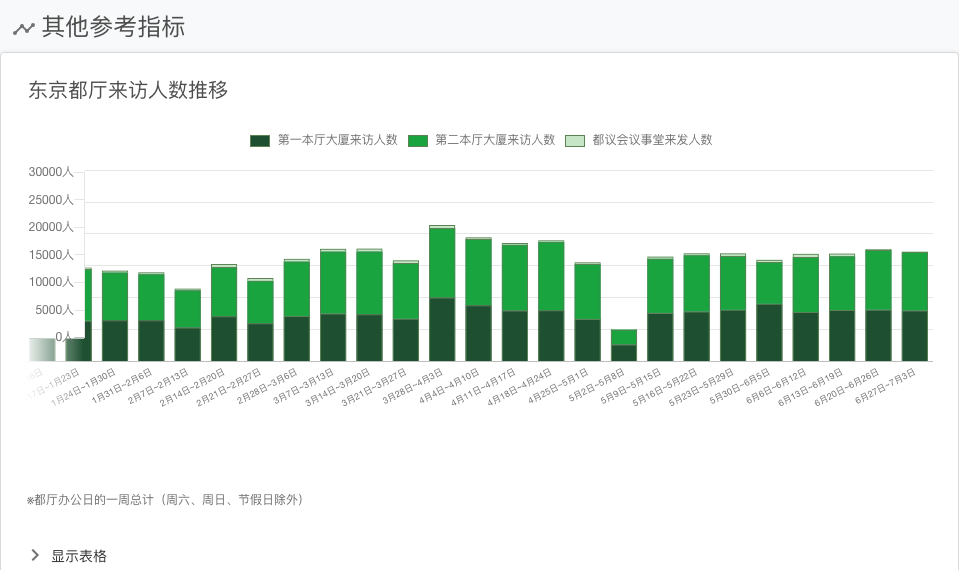 其他参考指标
东京都厅来访人数推移
第一本厅大厦来访人数 第二本厅大厦来访人数 都议会议事堂来发人数
30000人
25000人
20000人
15000人
10000人
5000人
0人
1月24日~1月30日
1月31日~2月6日
2月7日~2月13日
2月14日~2月20日
2月21日~2月27日
2月28日~3月6日
3月7日~3月13日
3月14日~3月20日
3月21日~3月27日
3月28日~4月3日
4月4日~4月10日
4月11日~4月17日
4月18日~4月24日
4月25日~5月1日
5月2日~5月8日
5月9日~5月15日
5月16日~5月22日
5月23日~5月29日
5月30日~6月5日
6月6日~6月12日
6月13日~6月19日
6月20日~6月26日
6月27日~7月3日
※都厅办公日的一周总计（周六、周日、节假日除外）
显示表格